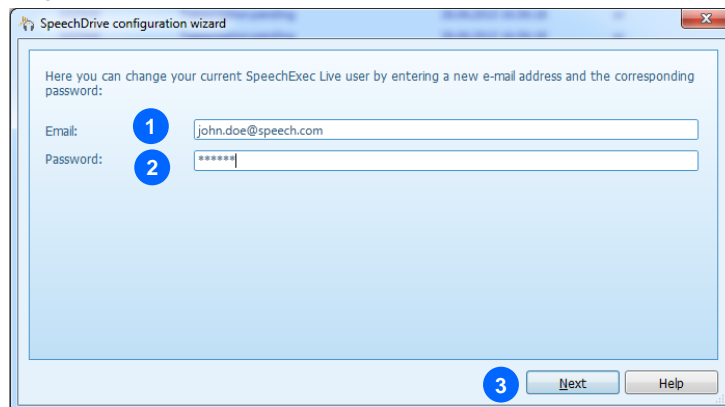 SpeechDrive configuration wizard
Here you can change your current SpeechExec Live user by entering a new e-mail address and the corresponding
password:
Email: 1 john.doe@speech.com
Password: 2 ******
3 Next Help